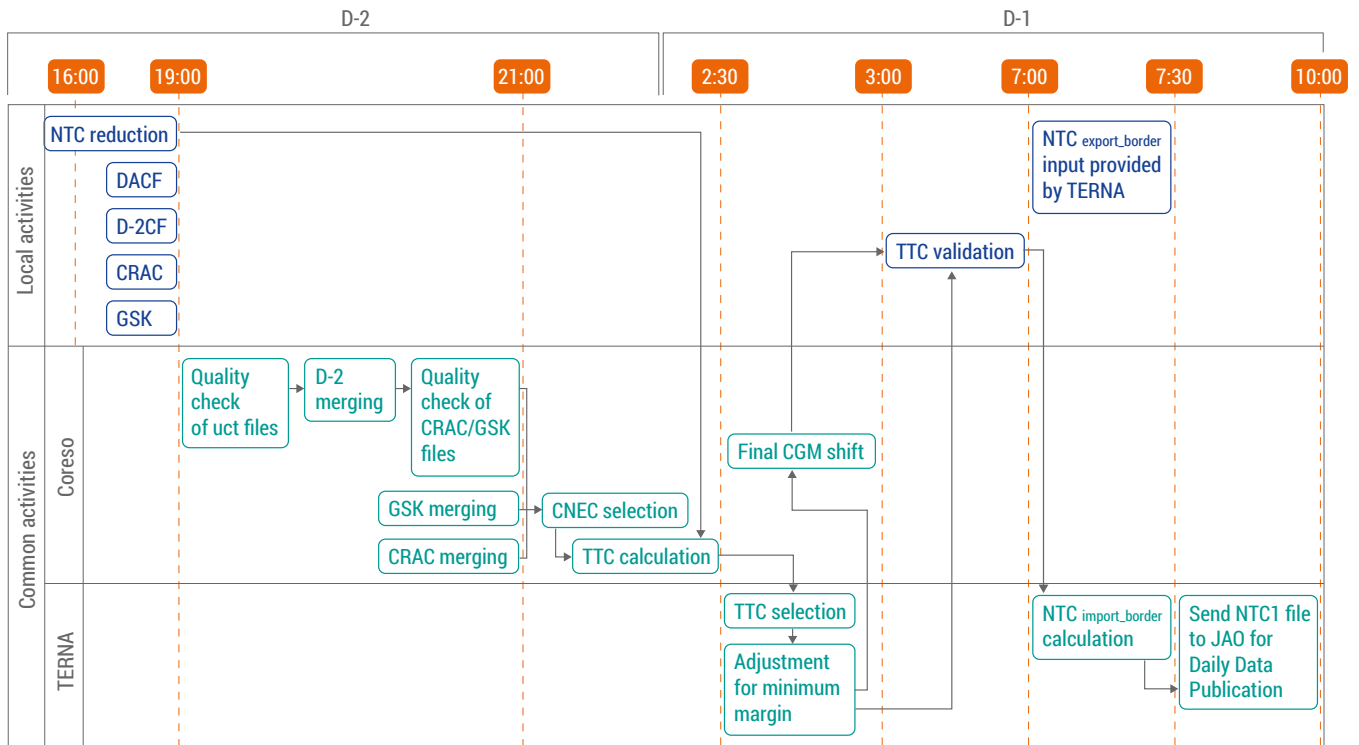 D-2
D-1
16:00
19:00
21:00
2:30
3:00
7:00
7:30
10:00
Local activities
NTC reduction
DACF
D-2CF
CRAC
GSK
NTC export_border
input provided
by TERNA
TTC validation
Common activities
Coreso
Quality
check
of uct files
D-2
merging
Quality
check of
CRAC/GSK
files
GSK merging
CRAC merging
CNEC selection
TTC calculation
Final CGM shift
TERNA
TTC selection
Adjustment
for minimum
margin
NTC import_border
calculation
Send NTC1 file
to JAO for
Daily Data
Publication